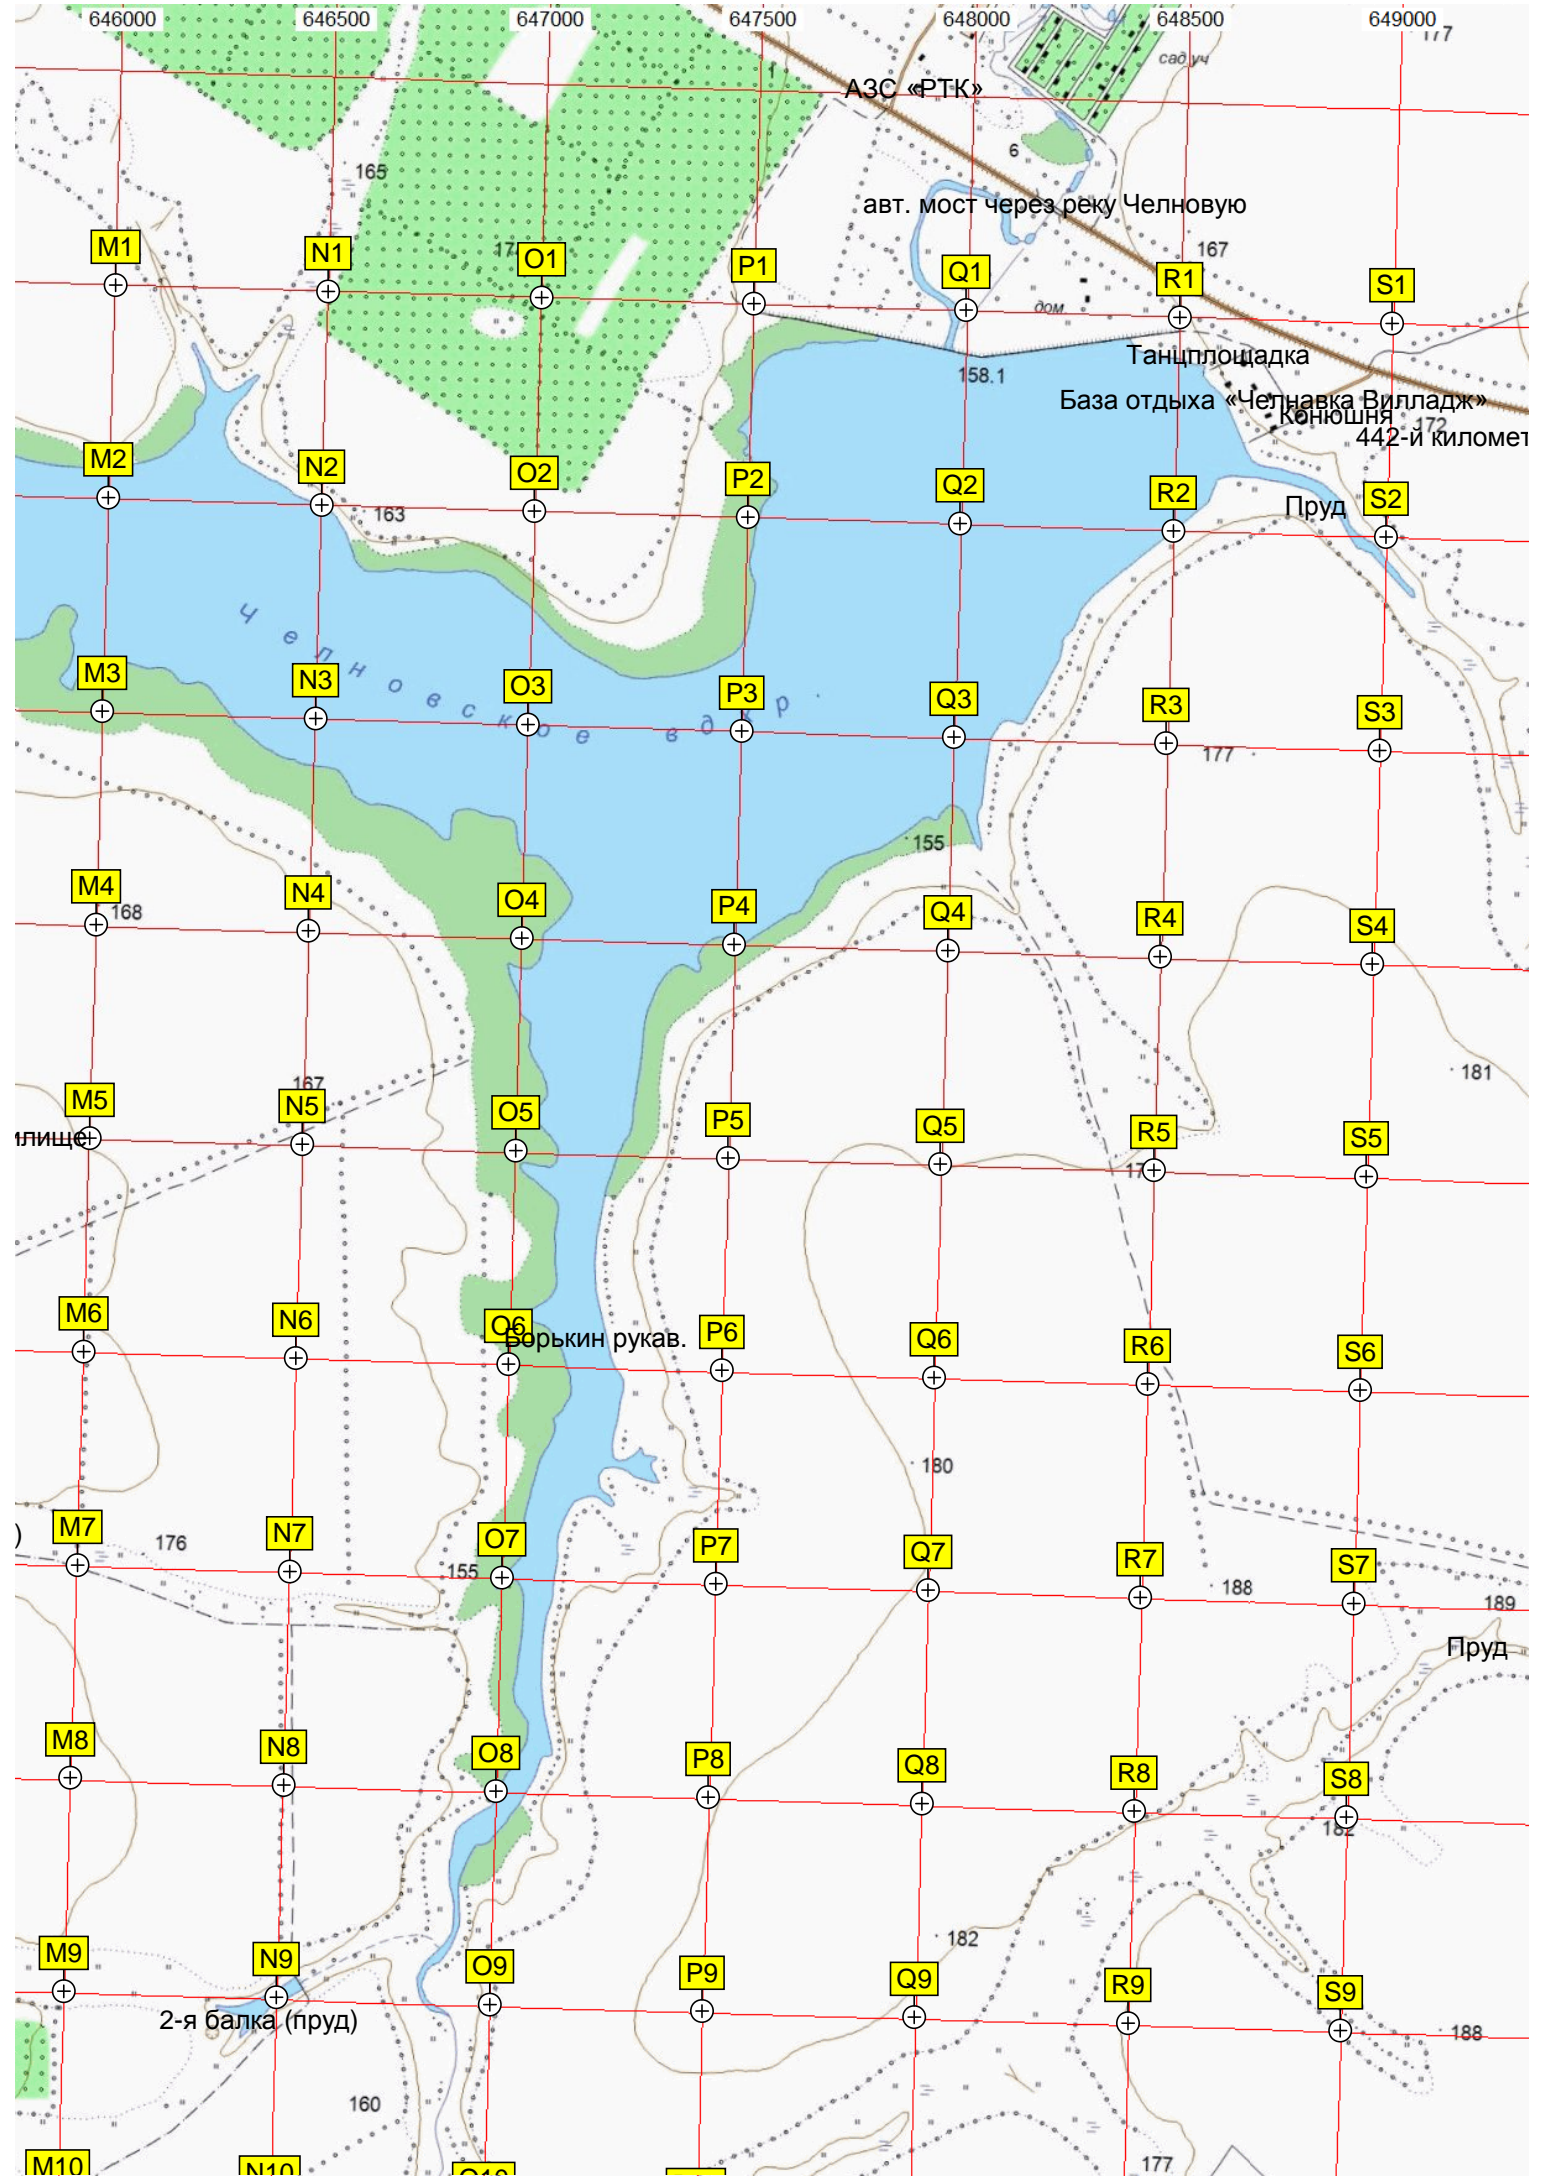 646000 646500 647000 647500 648000 648500 649000
177
сад уч
АЗС «РТК»
6
165
авт. мост через реку Челновую
167
M1 N1 O1 P1 Q1 R1 S1
дом.
Танцплощадка
158.1
База отдыха «Челнавка Вилладж»
Конюшня
172
442-й километ
M2 N2 O2 P2 Q2 R2 S2
163
Пруд
Челновское вдхр.
M3 N3 O3 P3 Q3 R3 S3
177
155
M4 N4 O4 P4 Q4 R4 S4
168
181
167
M5 N5 O5 P5 Q5 R5 S5
илище
17
M6 N6 O6 P6 Q6 R6 S6
Борькин рукав.
180
M7 N7 O7 P7 Q7 R7 S7
)
176
155
188
189
Пруд
M8 N8 O8 P8 Q8 R8 S8
182
182
M9 N9 O9 P9 Q9 R9 S9
2-я балка (пруд)
188
160
177
M10 N10 O10